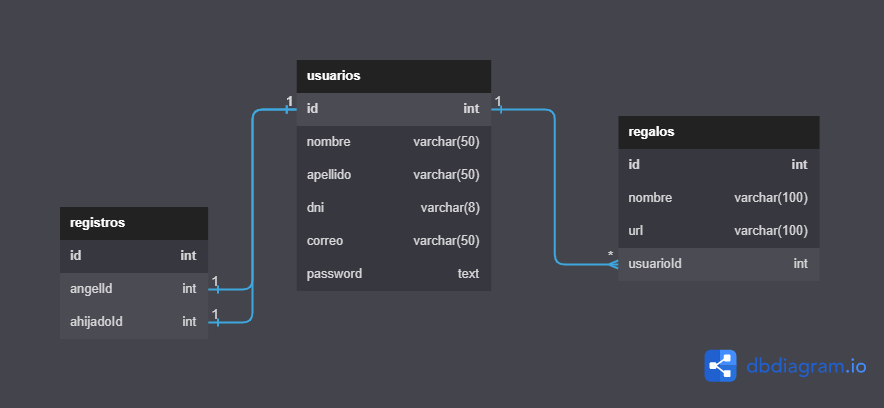 usuarios
1
id int
1
nombre varchar(50)
apellido varchar(50)
dni varchar(8)
correo varchar(50)
password text
regalos
id int
nombre varchar(100)
url varchar(100)
*
usuarioId int
registros
id int
angelId int
1
ahijadoId int
1
dbdiagram.io